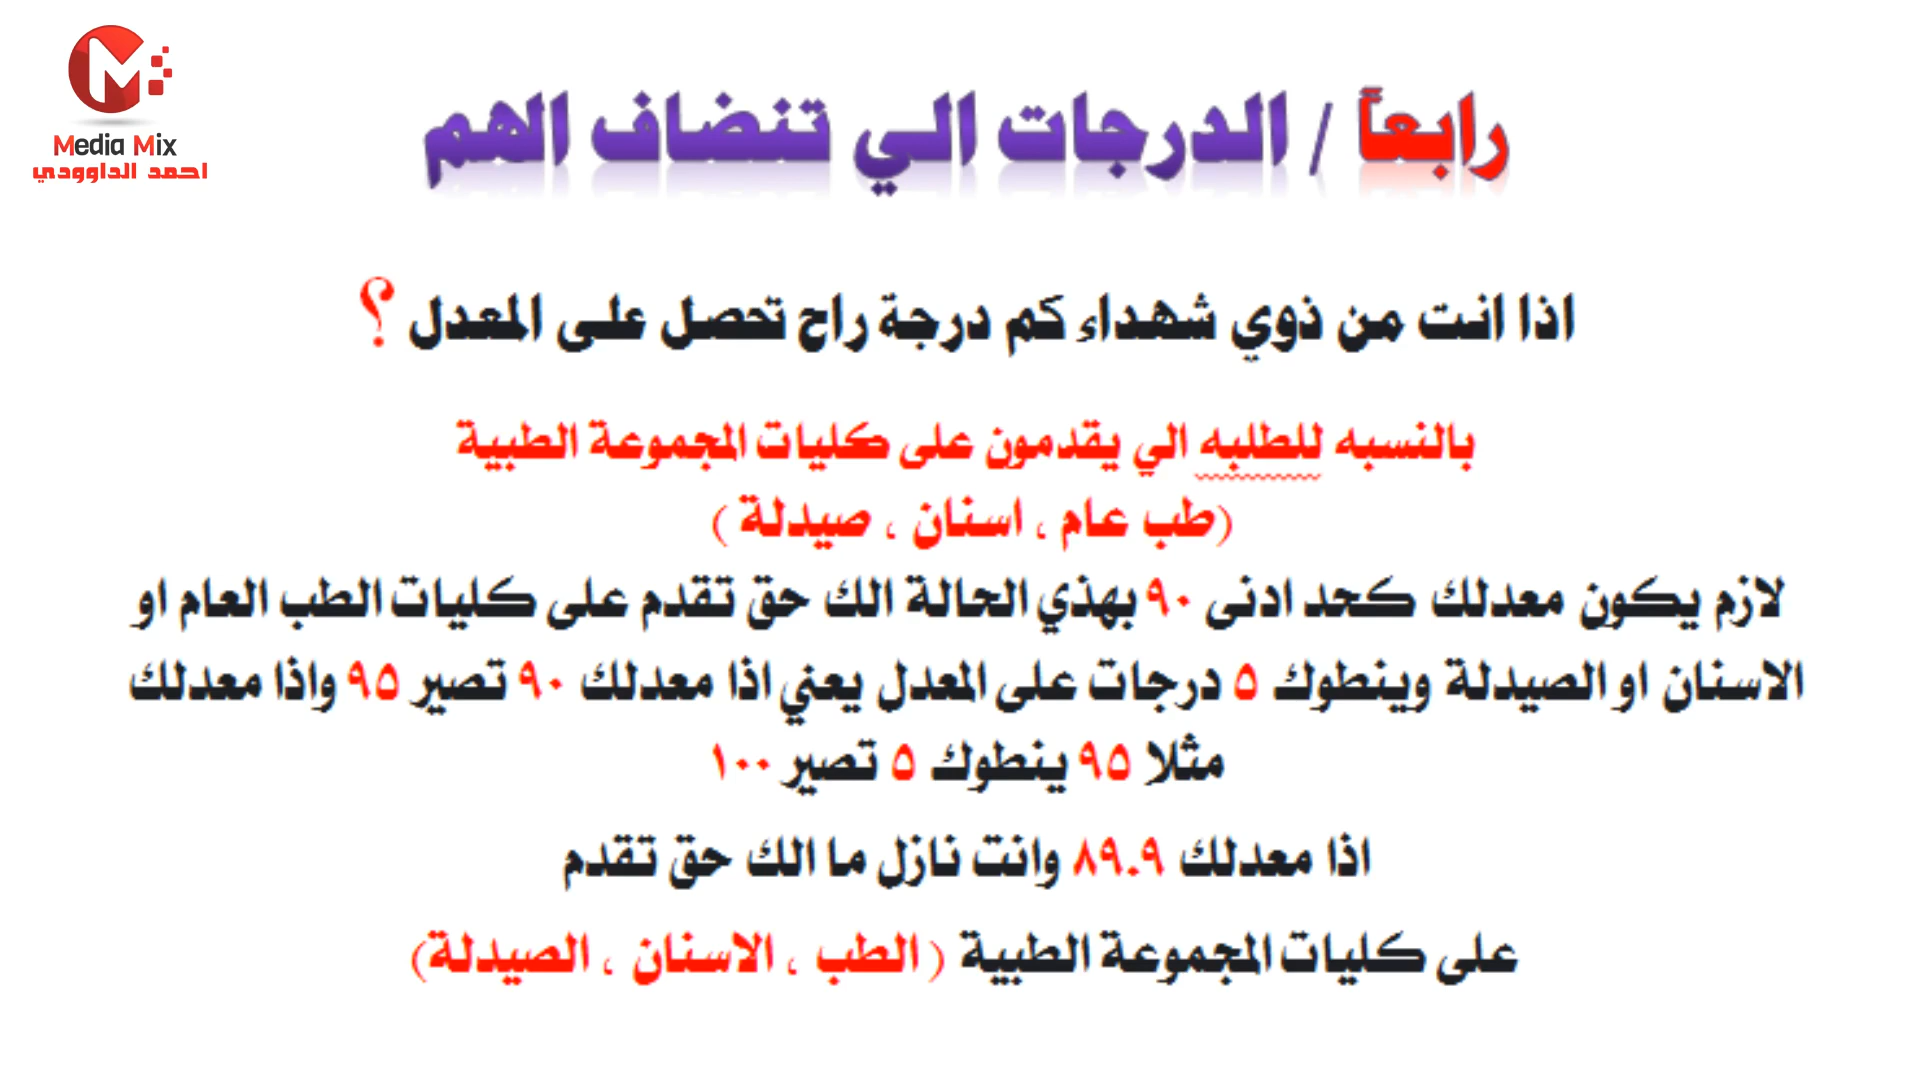 Media Mix
احمد الداوودي
رابعاً / الدرجات الي تنضاف الهم
اذا انت من ذوي شهداء كم درجة راح تحصل على المعدل ؟
بالنسبه للطلبه الي يقدمون على كليات المجموعة الطبية
(طب عام ، اسنان ، صيدلة )
لازم يكون معدلك كحد ادنى ٩٠ بهذي الحالة الك حق تقدم على كليات الطب العام او
الاسنان او الصيدلة وينطوك ٥ درجات على المعدل يعني اذا معدلك ٩٠ تصير ٩٥ واذا معدلك
مثلا ٩٥ ينطوك ٥ تصير ١٠٠
اذا معدلك ٨٩.٩ وانت نازل ما الك حق تقدم
على كليات المجموعة الطبية ( الطب ، الاسنان ، الصيدلة)